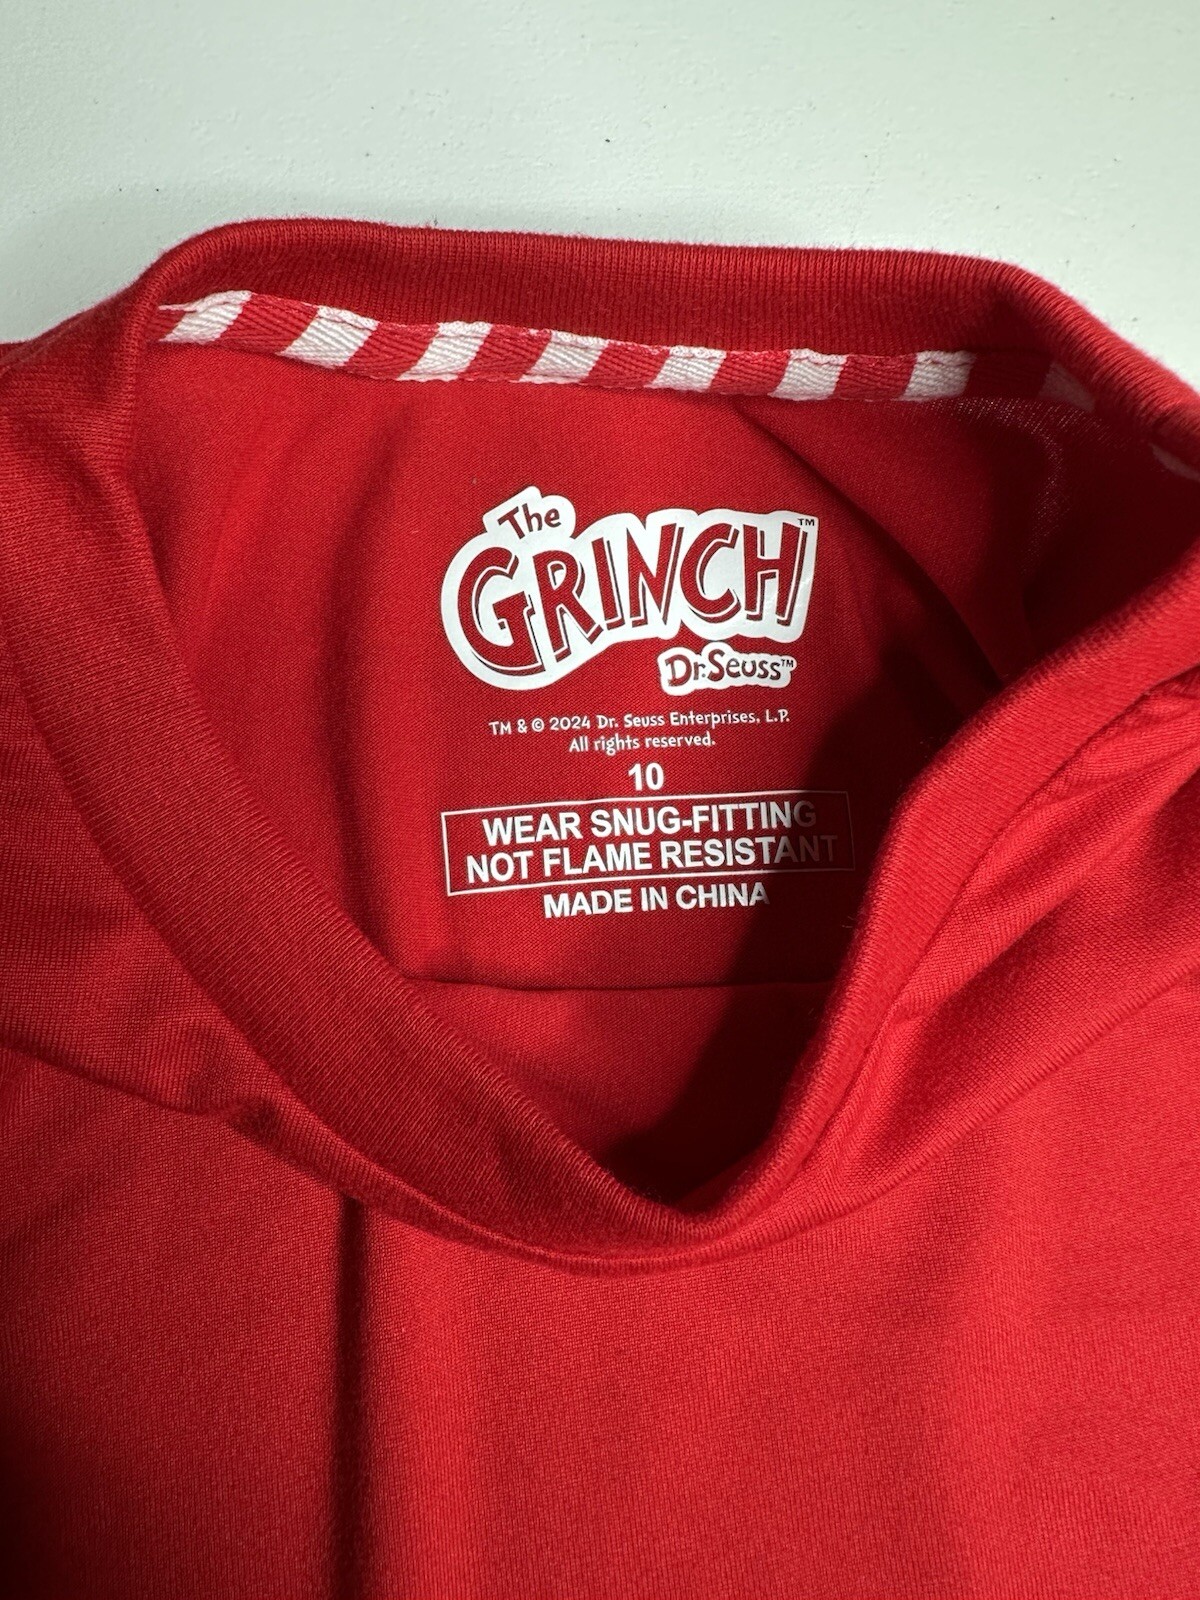 The
GRINCH™
Dr. Seuss™
TM & © 2024 Dr. Seuss Enterprises, L.P.
All rights reserved.
10
WEAR SNUG-FITTING
NOT FLAME RESISTANT
MADE IN CHINA